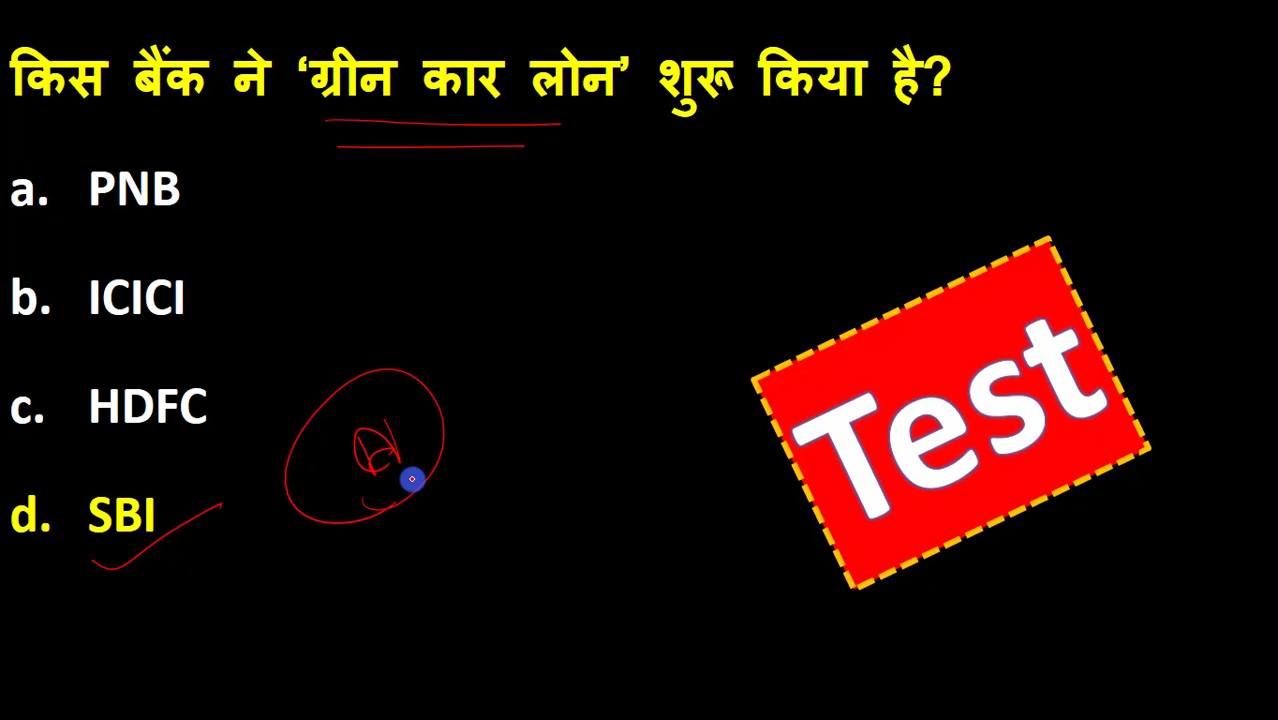 किस बैंक ने ‘ग्रीन कार लोन’ शुरू किया है?
a. PNB
b. ICICI
c. HDFC
d. SBI
Test